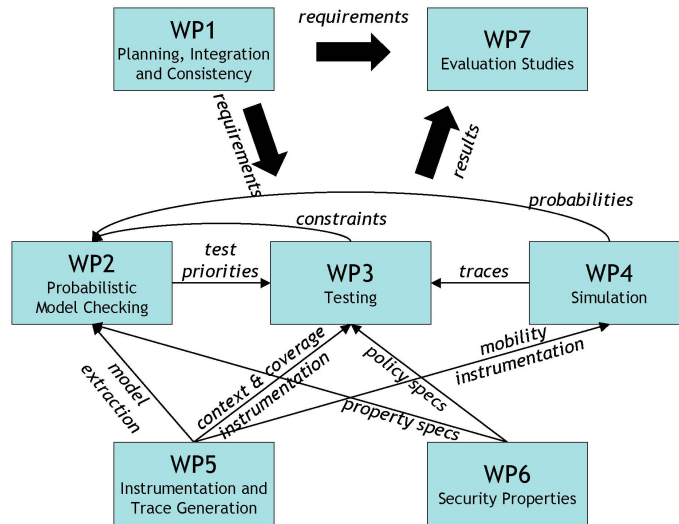 WP1
Planning, Integration
and Consistency
requirements
WP7
Evaluation Studies
requirements
results
probabilities
constraints
WP2
Probabilistic
Model Checking
test
priorities
WP3
Testing
traces
WP4
Simulation
model
extraction
context & coverage
instrumentation
policy specs
property specs
mobility
instrumentation
WP5
Instrumentation and
Trace Generation
WP6
Security Properties